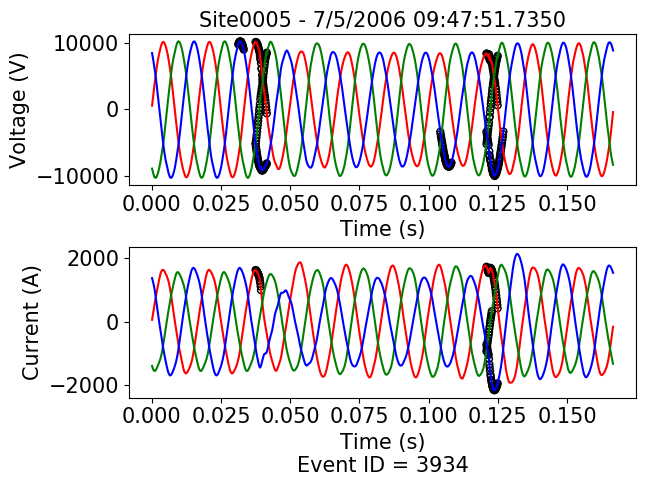 Site0005 - 7/5/2006 09:47:51.7350
Voltage (V)
10000
0
−10000
0.000 0.025 0.050 0.075 0.100 0.125 0.150
Time (s)
Current (A)
2000
0
−2000
0.000 0.025 0.050 0.075 0.100 0.125 0.150
Time (s)
Event ID = 3934